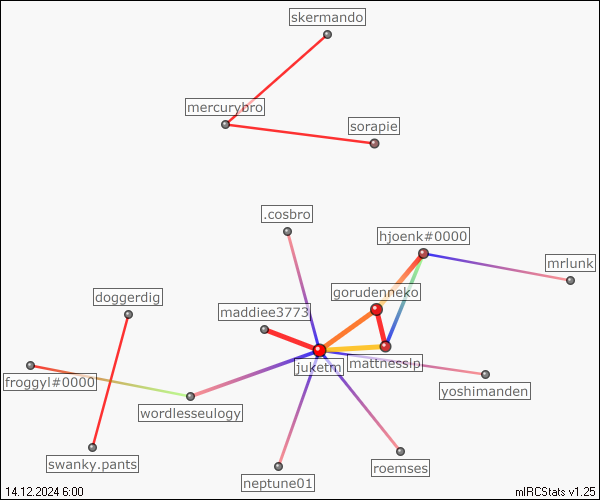 skermando
mercurybro
sorapie
.cosbro
hjoenk#0000
mrlunk
gorudenneko
doggerdig
maddiee3773
juketm
mattnesslp
froggyl#0000
yoshimanden
wordlesseulogy
swanky.pants
roemses
neptune01
14.12.2024 6:00
mIRCStats v1.25